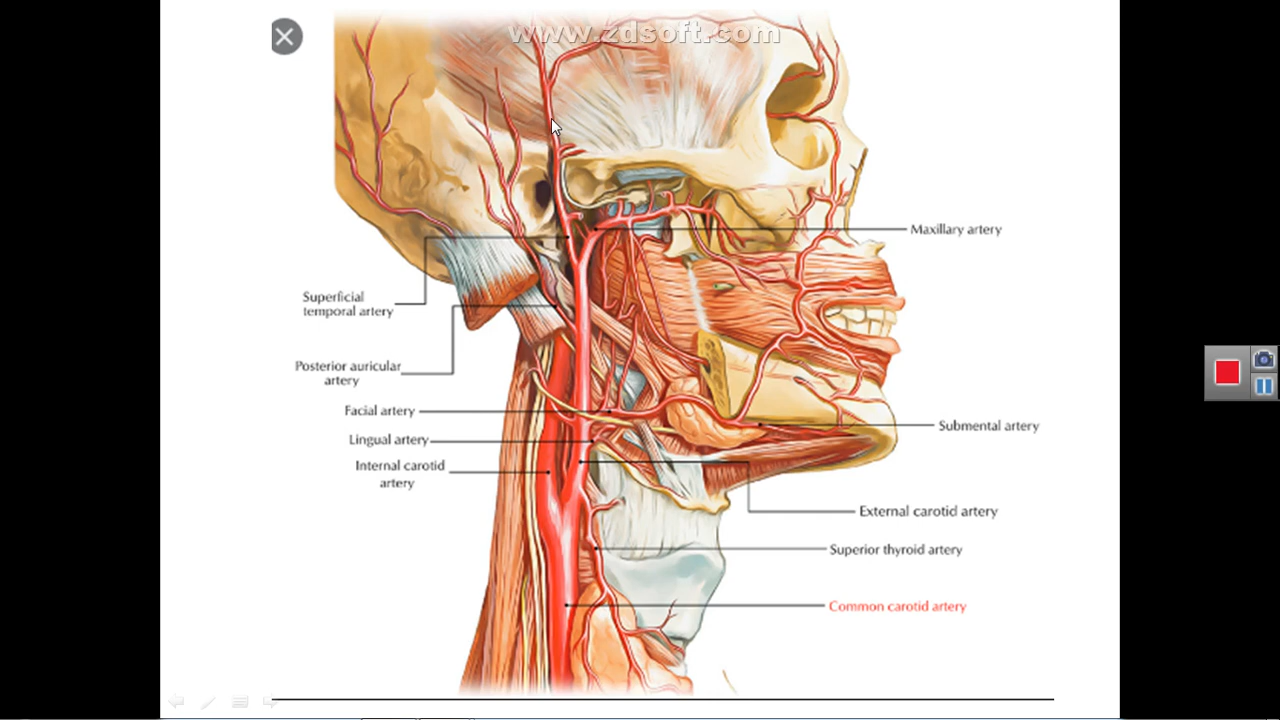 www.zdsoft.com
Maxillary artery
Superficial
temporal artery
Posterior auricular
artery
Facial artery
Submental artery
Lingual artery
Internal carotid
artery
External carotid artery
Superior thyroid artery
Common carotid artery